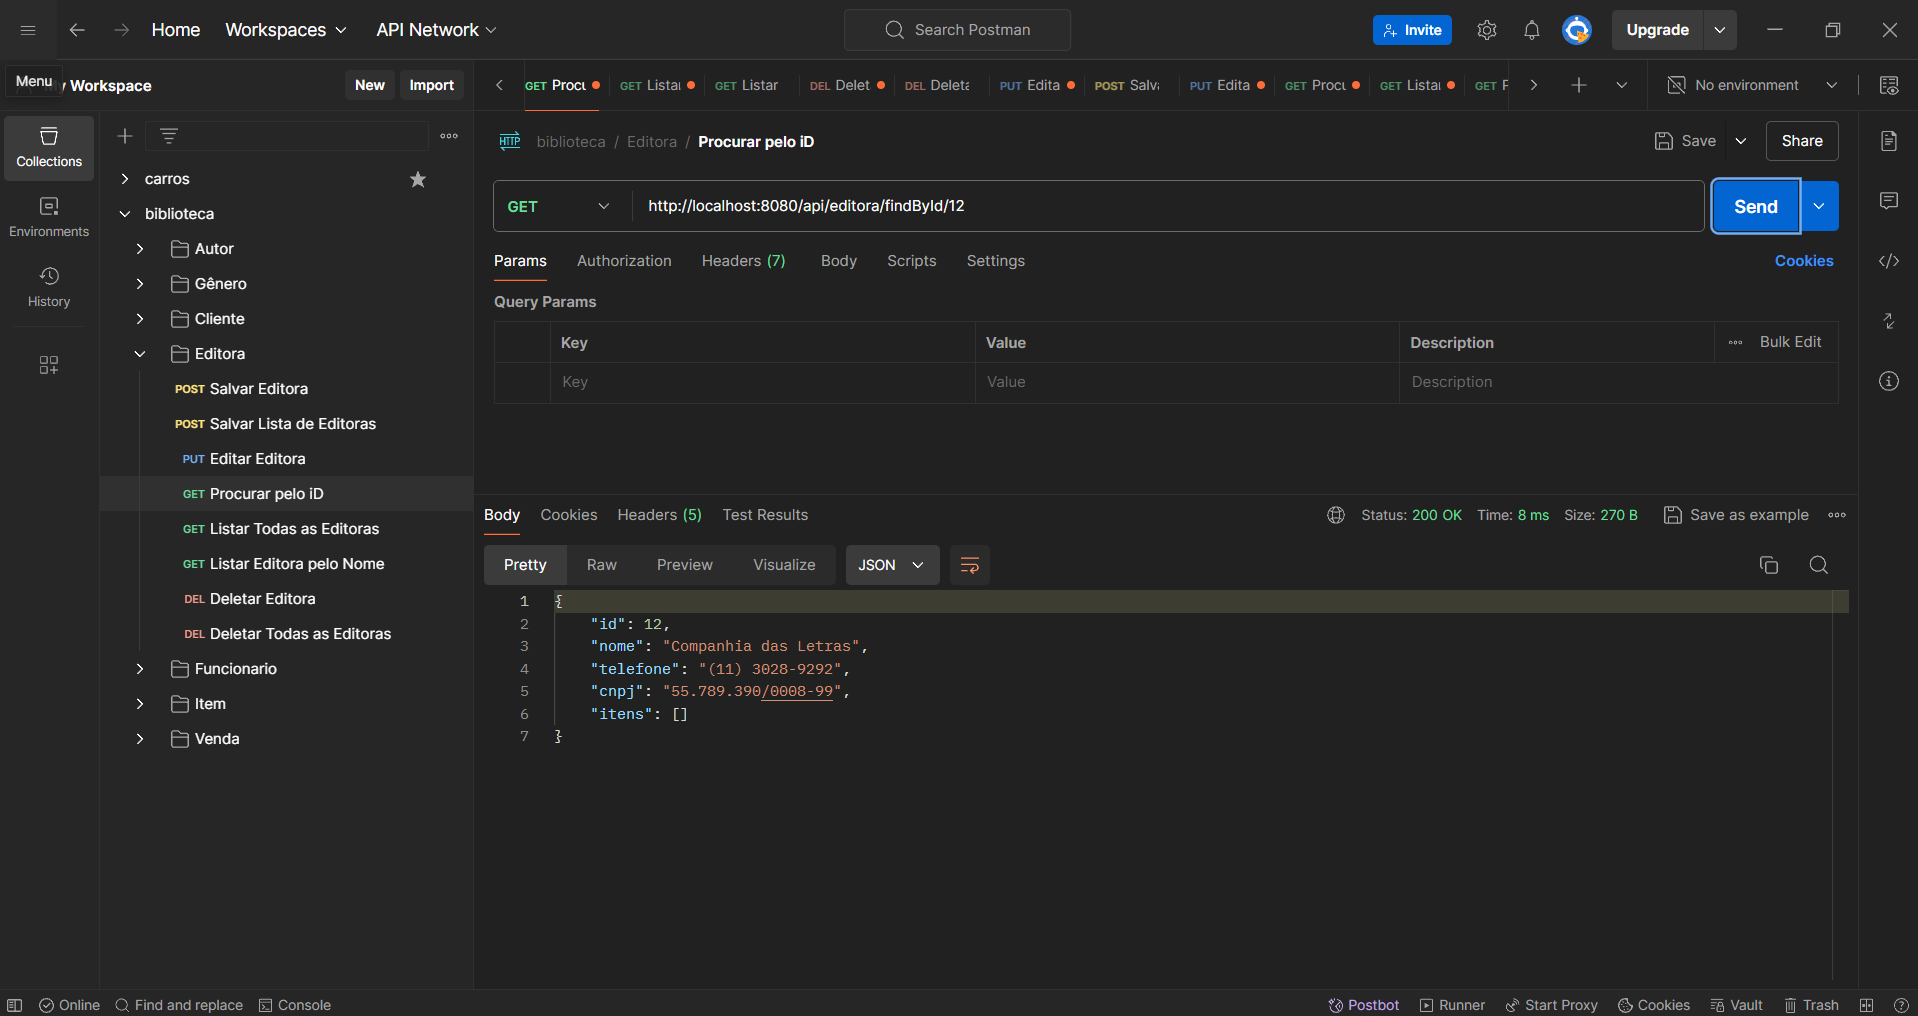 Home Workspaces API Network Search Postman Invite Upgrade
Menu
My Workspace New Import
GET Procu GET Lista GET Listar DEL Delet DEL Delet PUT Edita POST Salv PUT Edita GET Procu GET Lista GET No environment
Collections
Environments
History
carros
biblioteca
Autor
Gênero
Cliente
Editora
POST Salvar Editora
POST Salvar Lista de Editoras
PUT Editar Editora
GET Procurar pelo iD
GET Listar Todas as Editoras
GET Listar Editora pelo Nome
DEL Deletar Editora
DEL Deletar Todas as Editoras
Funcionario
Item
Venda
HTTP biblioteca / Editora / Procurar pelo iD Save Share
GET http://localhost:8080/api/editora/findById/12 Send
Params Authorization Headers (7) Body Scripts Settings Cookies
Query Params
Key Value Description Bulk Edit
Key Value Description
Body Cookies Headers (5) Test Results Status: 200 OK Time: 8 ms Size: 270 B Save as example
Pretty Raw Preview Visualize JSON
1 {
2 "id": 12,
3 "nome": "Companhia das Letras",
4 "telefone": "(11) 3028-9292",
5 "cnpj": "55.789.390/0008-99",
6 "itens": []
7 }
Online Find and replace Console Postbot Runner Start Proxy Cookies Vault Trash